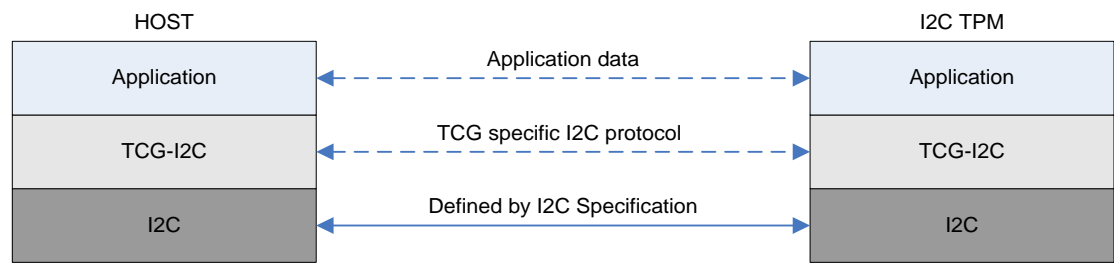 HOST
I2C TPM
Application
Application data
Application
TCG-I2C
TCG specific I2C protocol
TCG-I2C
I2C
Defined by I2C Specification
I2C